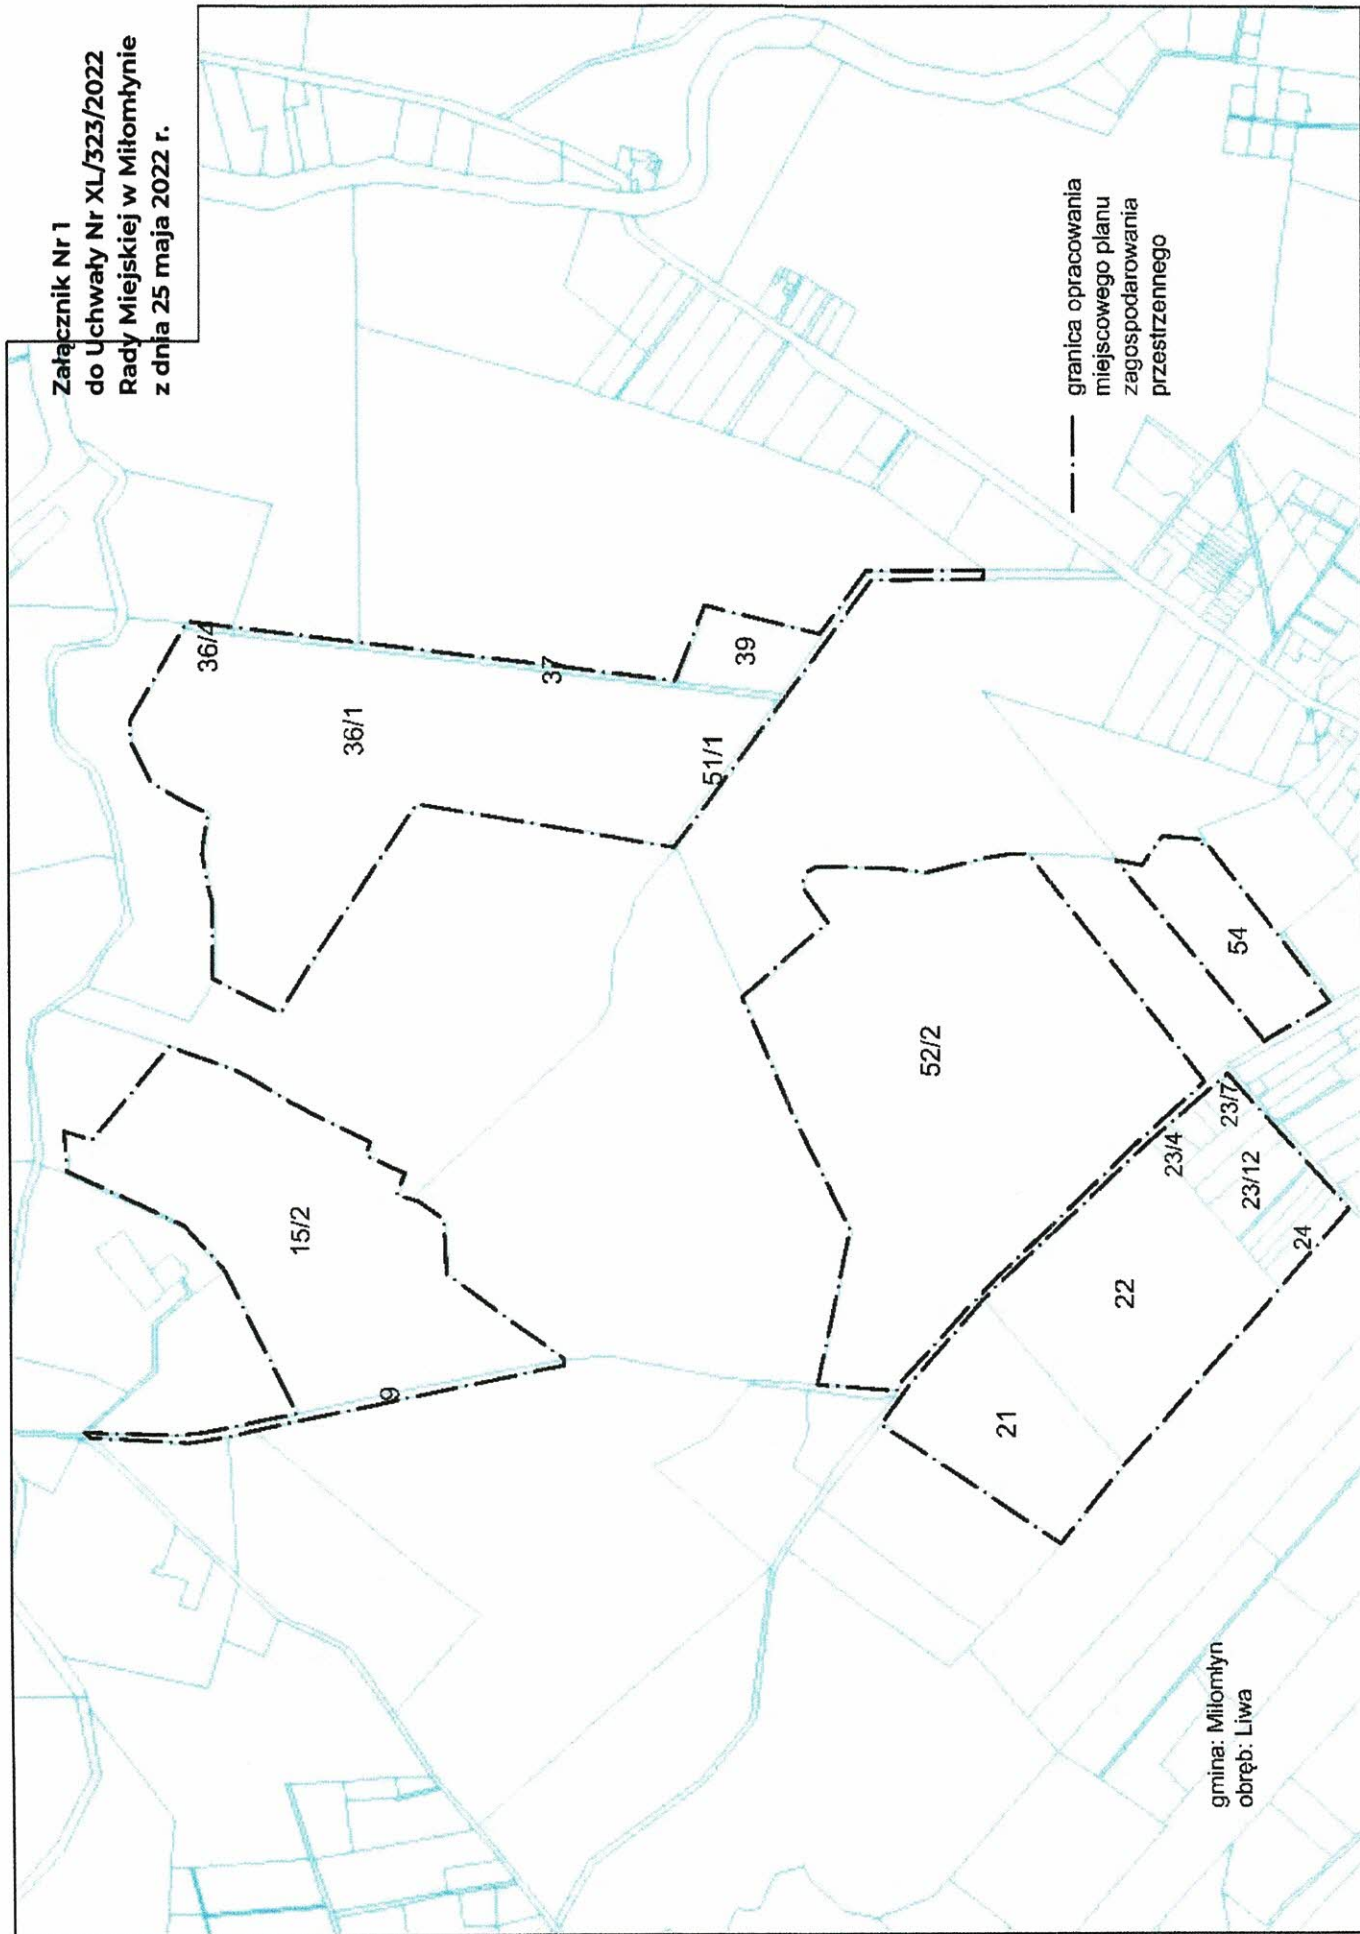 Załącznik Nr 1
do Uchwały Nr XL/323/2022
Rady Miejskiej w Miłomłynie
z dnia 25 maja 2022 r.
36/4
36/1
37
39
51/1
15/2
9
52/2
54
23/7
23/4
23/12
24
22
21
granica opracowania
miejscowego planu
zagospodarowania
przestrzennego
gmina: Miłomłyn
obręb: Liwa